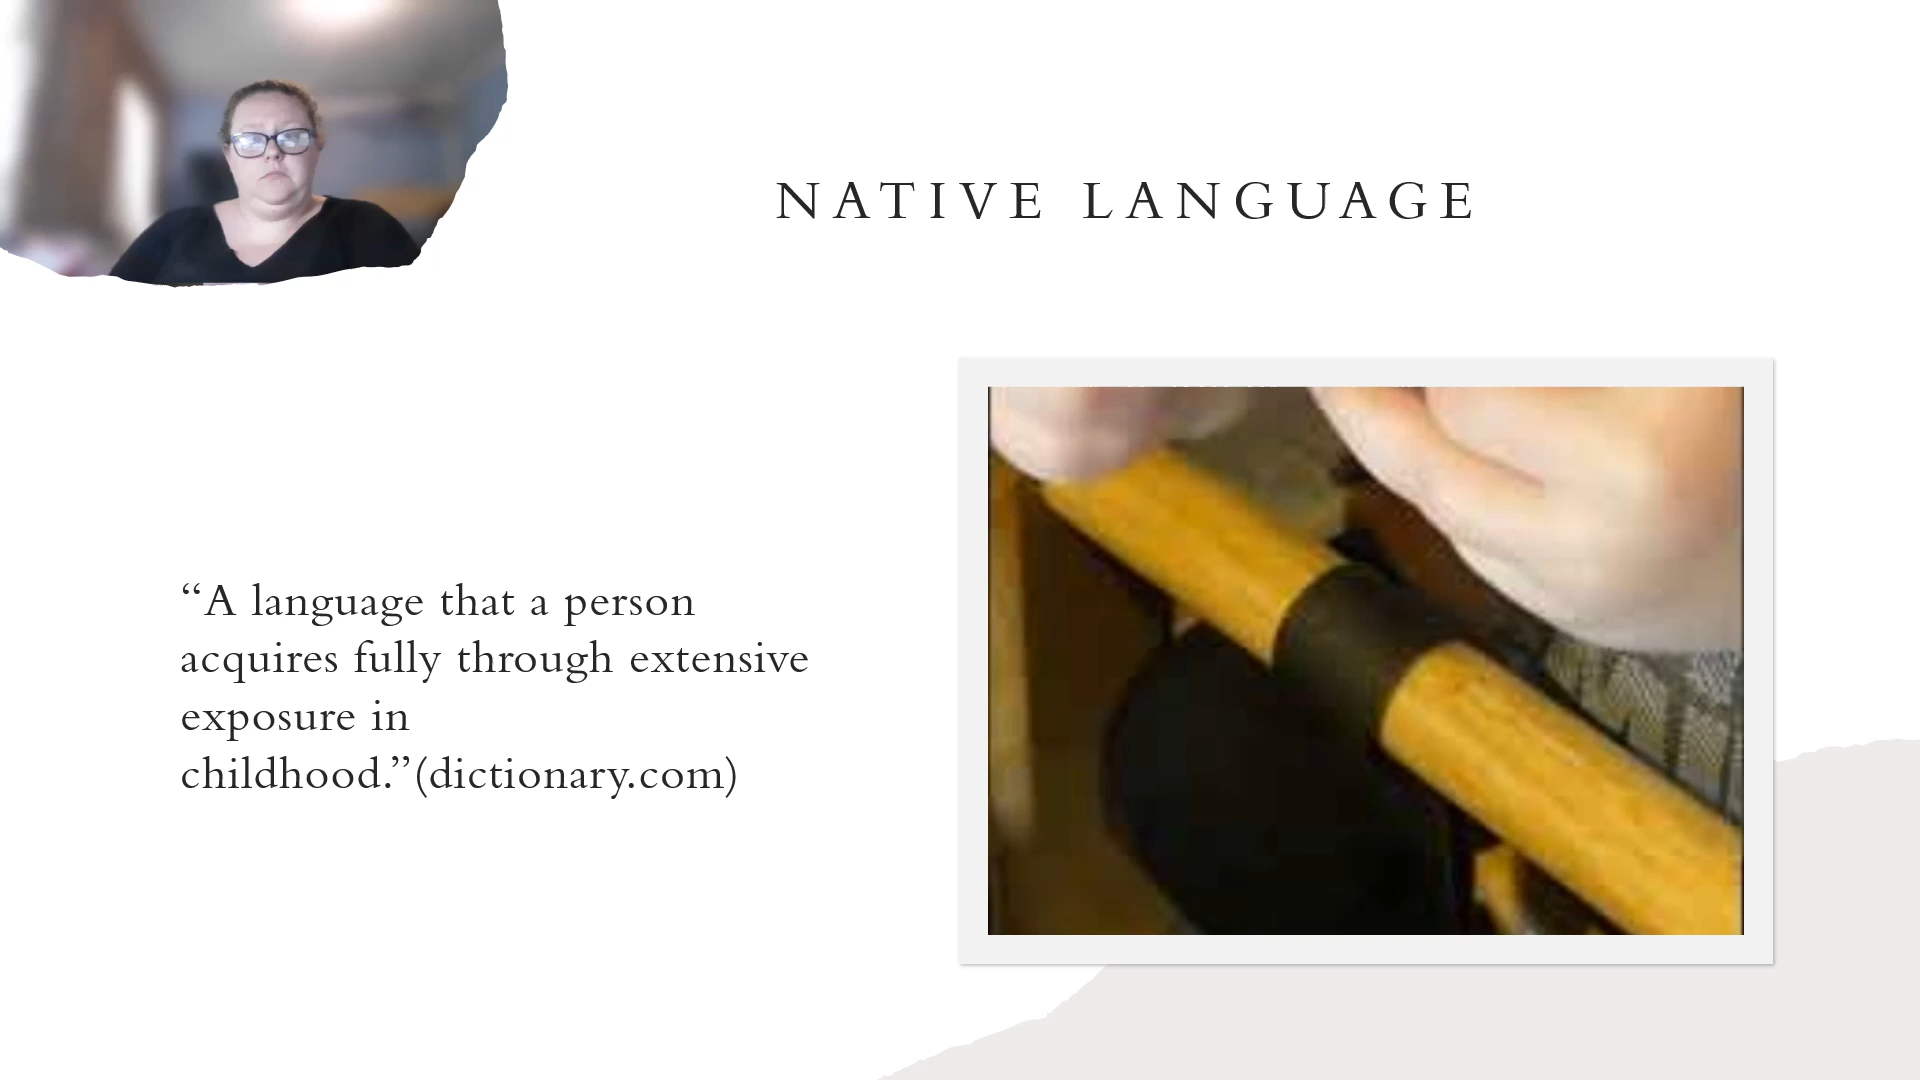 NATIVE LANGUAGE
“A language that a person
acquires fully through extensive
exposure in
childhood.”(dictionary.com)